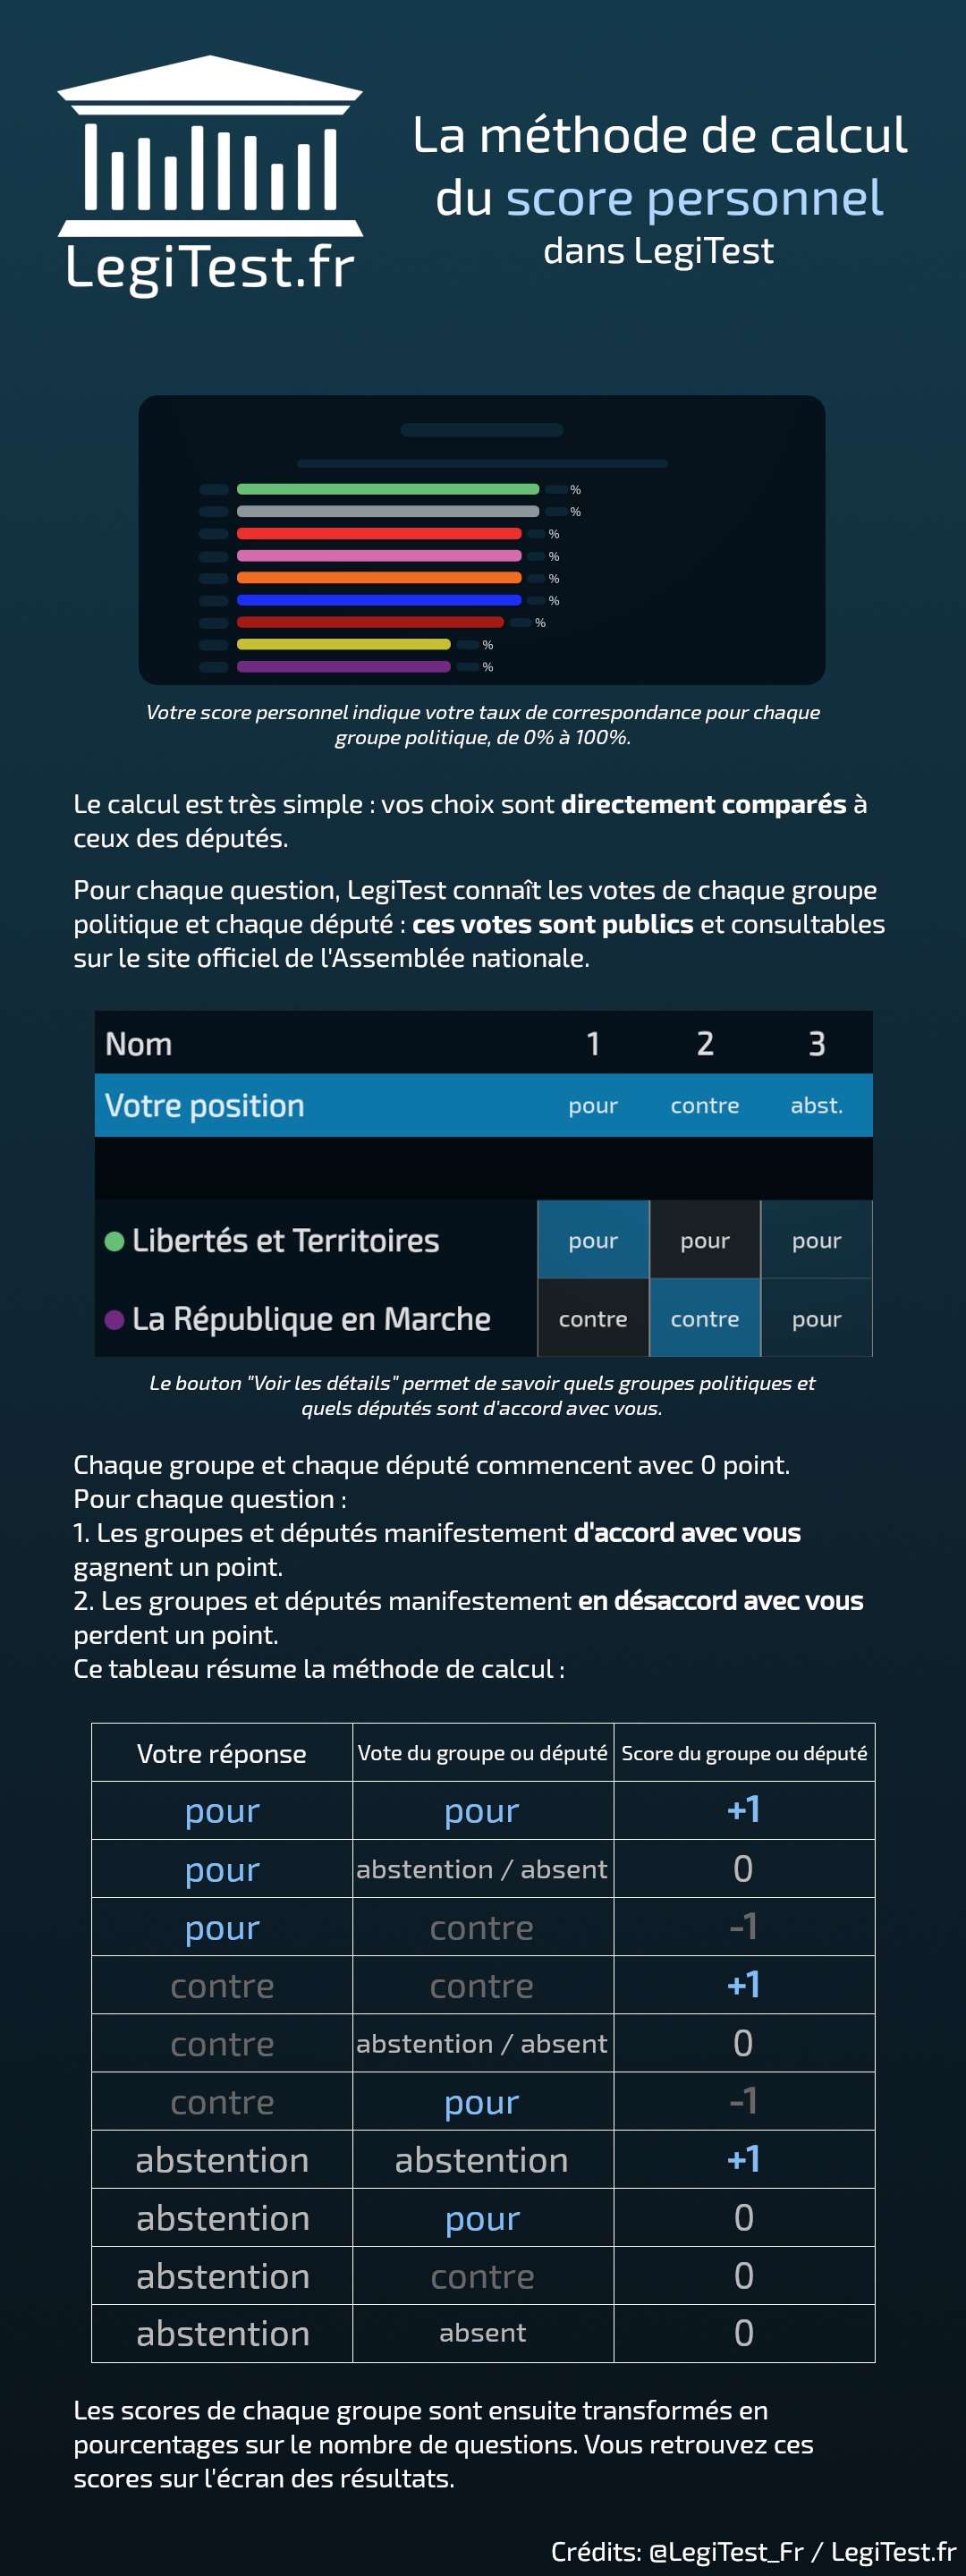 LegiTest.fr
La méthode de calcul
du score personnel
dans LegiTest
%
%
%
%
%
%
%
%
%
Votre score personnel indique votre taux de correspondance pour chaque
groupe politique, de 0% à 100%.
Le calcul est très simple : vos choix sont directement comparés à
ceux des députés.
Pour chaque question, LegiTest connaît les votes de chaque groupe
politique et chaque député : ces votes sont publics et consultables
sur le site officiel de l'Assemblée nationale.
Nom 1 2 3
Votre position pour contre abst.
Libertés et Territoires pour pour pour
La République en Marche contre contre pour
Le bouton "Voir les détails" permet de savoir quels groupes politiques et
quels députés sont d'accord avec vous.
Chaque groupe et chaque député commencent avec 0 point.
Pour chaque question :
1. Les groupes et députés manifestement d'accord avec vous
gagnent un point.
2. Les groupes et députés manifestement en désaccord avec vous
perdent un point.
Ce tableau résume la méthode de calcul :
Votre réponse Vote du groupe ou député Score du groupe ou député
pour pour +1
pour abstention / absent 0
pour contre -1
contre contre +1
contre abstention / absent 0
contre pour -1
abstention abstention +1
abstention pour 0
abstention contre 0
abstention absent 0
Les scores de chaque groupe sont ensuite transformés en
pourcentages sur le nombre de questions. Vous retrouvez ces
scores sur l'écran des résultats.
Crédits: @LegiTest_Fr / LegiTest.fr